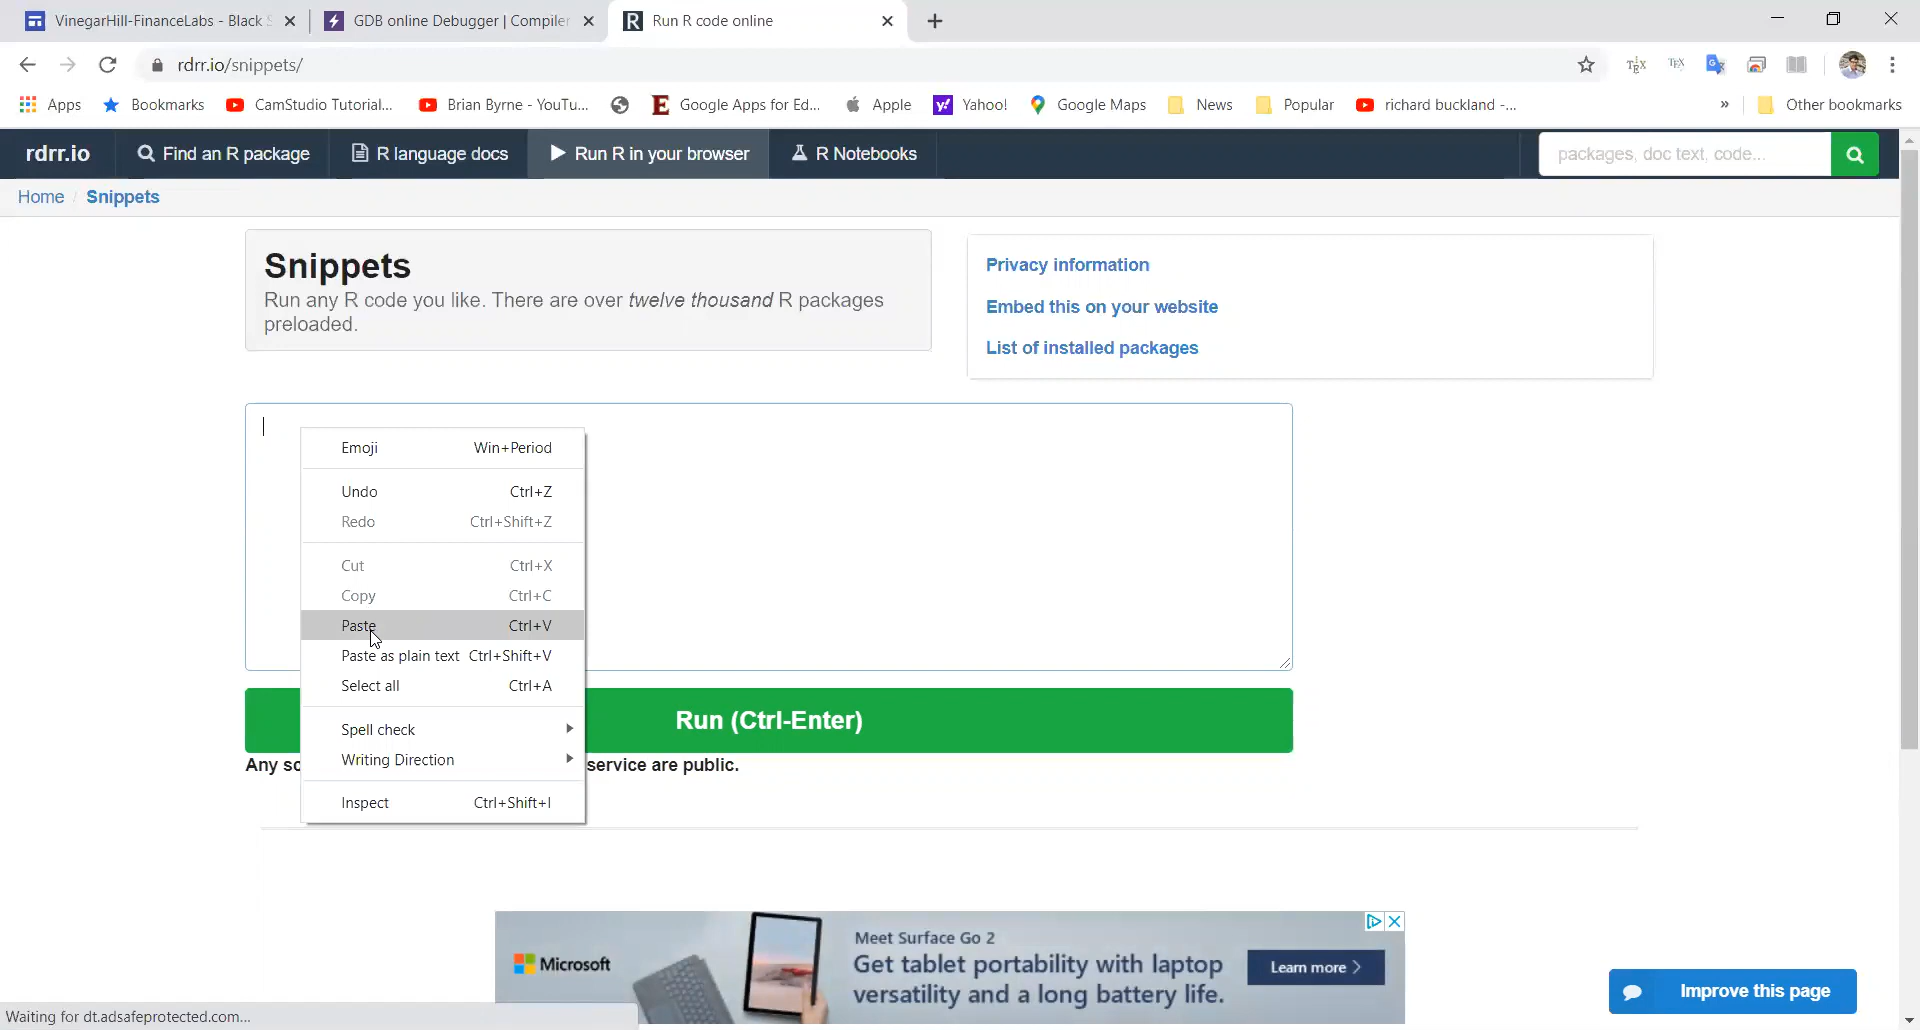 VinegarHill-FinanceLabs - Black S
GDB online Debugger | Compiler
Run R code online
rdrr.io/snippets/
Apps
Bookmarks
CamStudio Tutorial...
Brian Byrne - YouTu...
Google Apps for Ed...
Apple
Yahoo!
Google Maps
News
Popular
richard buckland -...
»
Other bookmarks
rdrr.io
Find an R package
R language docs
Run R in your browser
R Notebooks
packages, doc text, code...
Home / Snippets
Snippets
Run any R code you like. There are over twelve thousand R packages
preloaded.
Privacy information
Embed this on your website
List of installed packages
Emoji Win+Period
Undo Ctrl+Z
Redo Ctrl+Shift+Z
Cut Ctrl+X
Copy Ctrl+C
Paste Ctrl+V
Paste as plain text Ctrl+Shift+V
Select all Ctrl+A
Spell check
Writing Direction
Inspect Ctrl+Shift+I
Run (Ctrl-Enter)
Any sc service are public.
Microsoft
Meet Surface Go 2
Get tablet portability with laptop
versatility and a long battery life.
Learn more >
Improve this page
Waiting for dt.adsafeprotected.com...